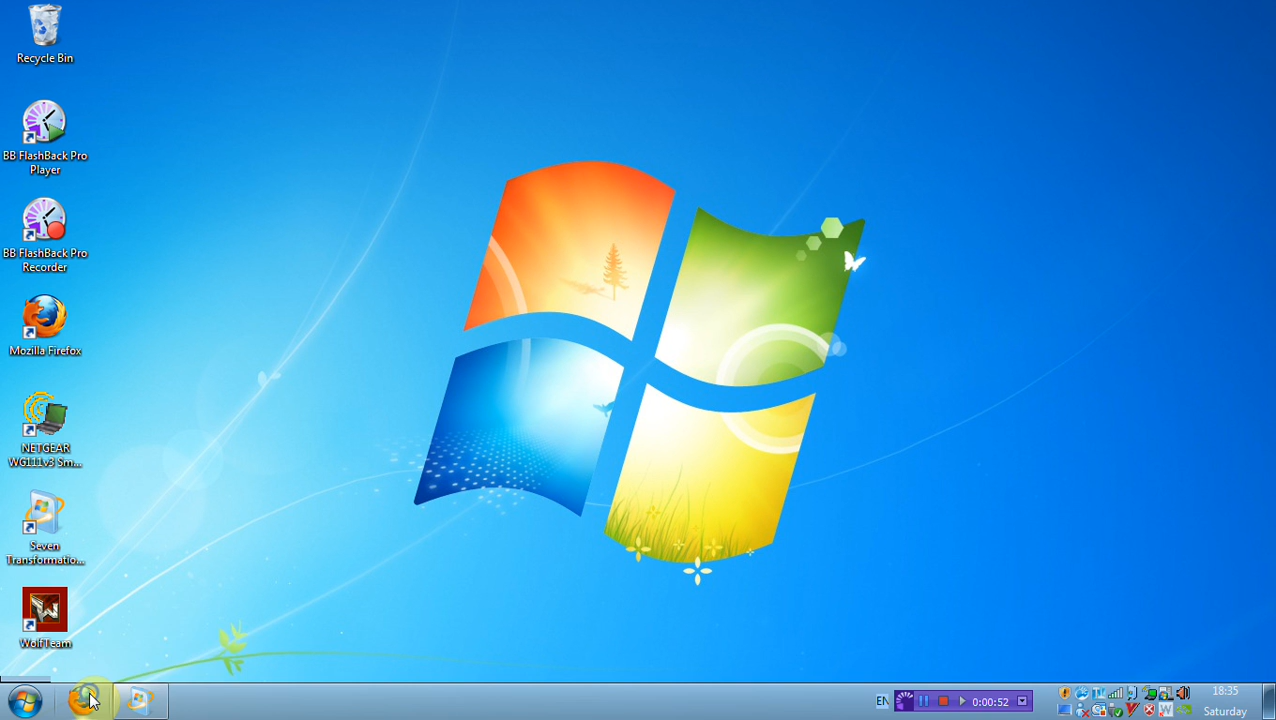 Recycle Bin
BB FlashBack Pro
Player
BB FlashBack Pro
Recorder
Mozilla Firefox
NETGEAR
WG111v3 Sm...
Seven
Transformatio...
WolfTeam
EN
0:00:52
18:35
Saturday